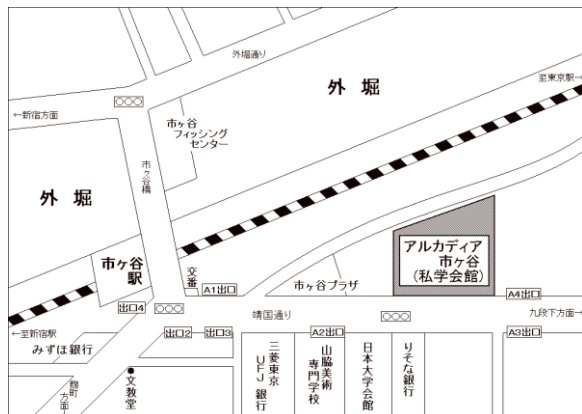 外堀通り
外 堀
至東京駅→
←新宿方面
市ヶ谷
フィッシング
センター
市ヶ谷橋
外 堀
市ヶ谷
駅
交番
A1出口
市ヶ谷プラザ
アルカディア
市ヶ谷
(私学会館)
A4出口
出口4
靖国通り
九段下方面→
←至新宿駅
みずほ銀行
出口2
出口3
A2出口
A3出口
麹町
方面
文教堂
三菱東京
UFJ 銀行
山脇美術
専門学校
日本大学会館
りそな銀行